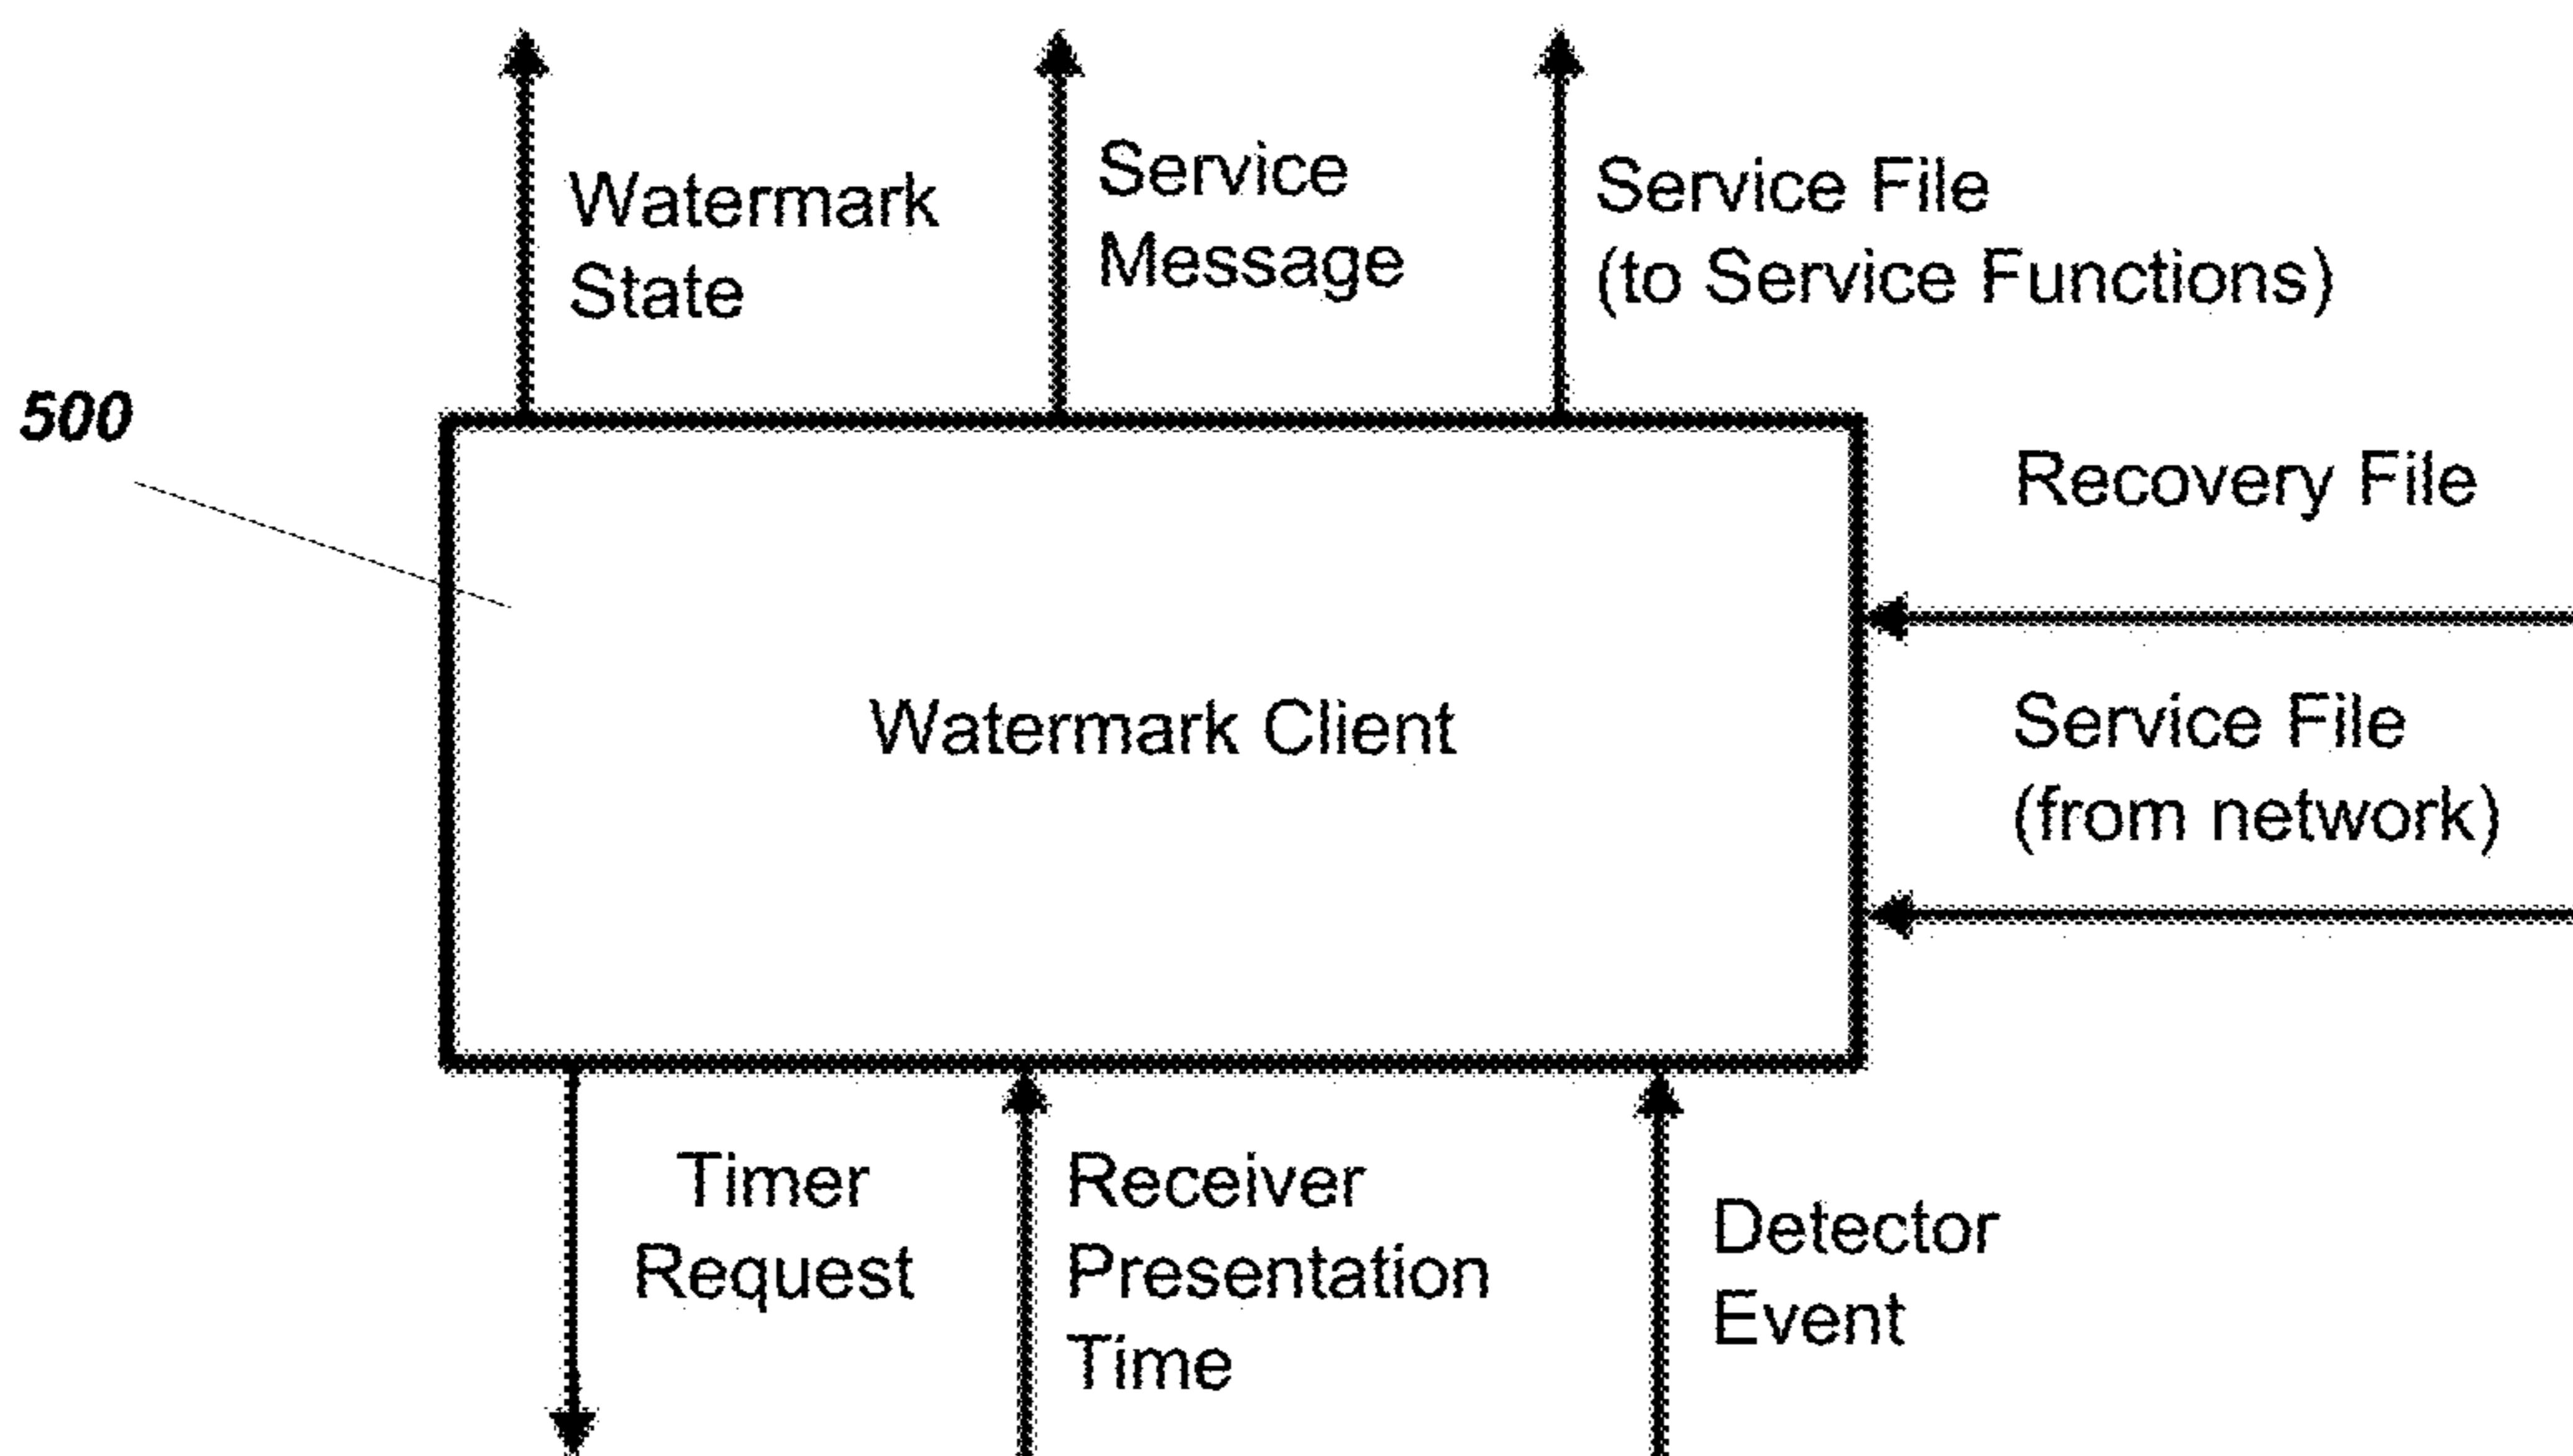 Watermark
State
Service
Message
Service File
(to Service Functions)
500
Recovery File
Watermark Client
Service File
(from network)
Timer
Request
Receiver
Presentation
Time
Detector
Event